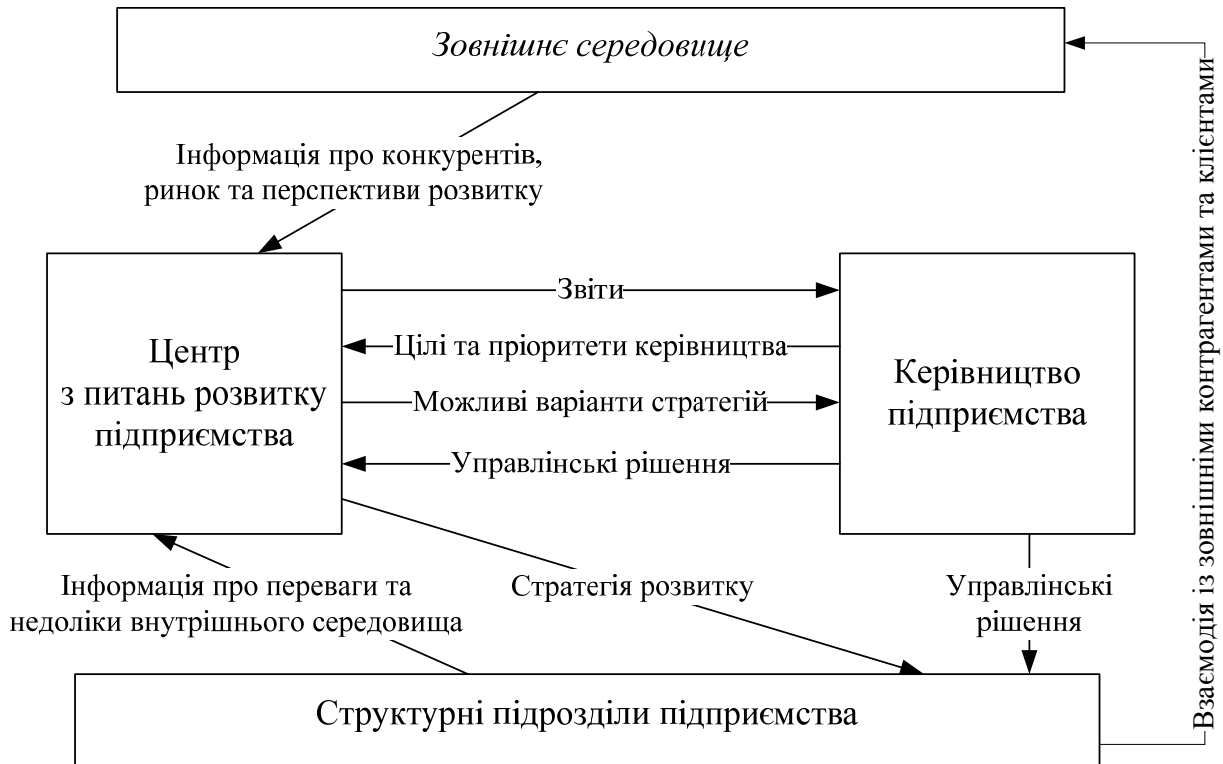 Зовнішнє середовище
Інформація про конкурентів,
ринок та перспективи розвитку
Центр
з питань розвитку
підприємства
Звіти
Цілі та пріоритети керівництва
Можливі варіанти стратегій
Управлінські рішення
Керівництво
підприємства
Інформація про переваги та
недоліки внутрішнього середовища
Стратегія розвитку
Управлінські
рішення
Структурні підрозділи підприємства
Взаємодія із зовнішніми контрагентами та клієнтами